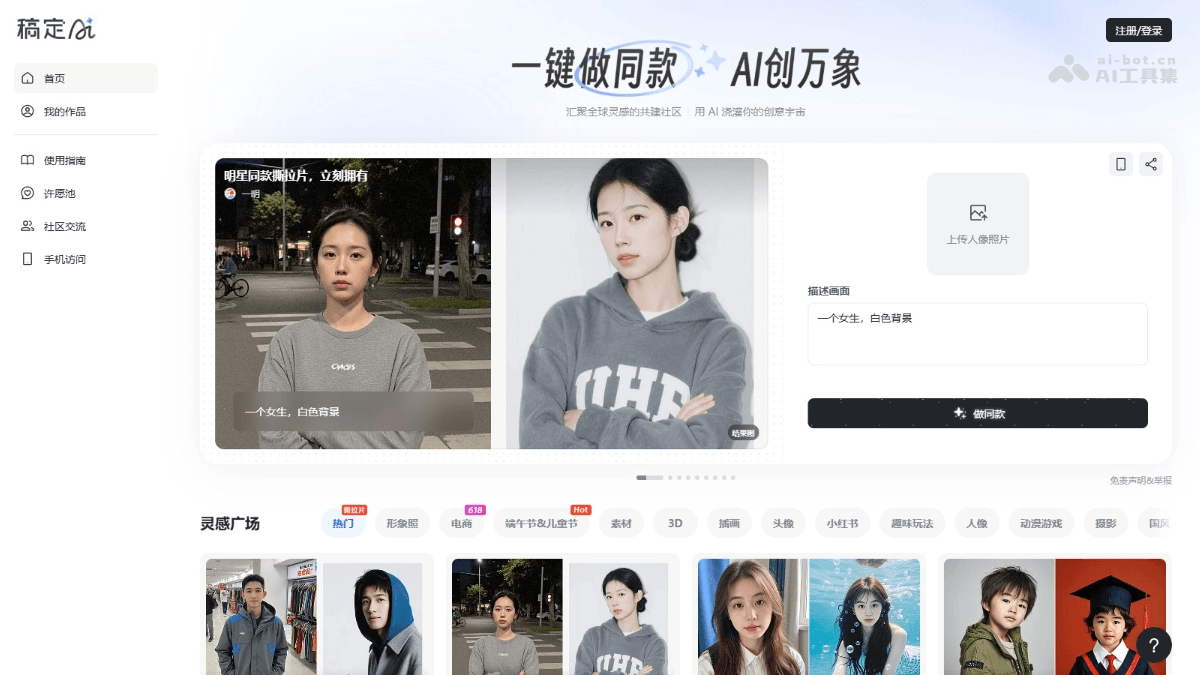 稿定Ai
注册/登录
ai-bot.cn
AI工具集
首页
我的作品
使用指南
许愿池
社区交流
手机访问
一键做同款 AI创万象
汇聚全球灵感的共建社区 | 用 AI 浇灌你的创意宇宙
明星同款撕拉片，立刻拥有
一明
CWQS
一个女生，白色背景
UHF
结果图
上传人像照片
描述画面
一个女生，白色背景
做同款
免责声明&举报
灵感广场
撕拉片
618
Hot
热门 形象照 电商 端午节&儿童节 素材 3D 插画 头像 小红书 趣味玩法 人像 动漫游戏 摄影 国风
UHF
?